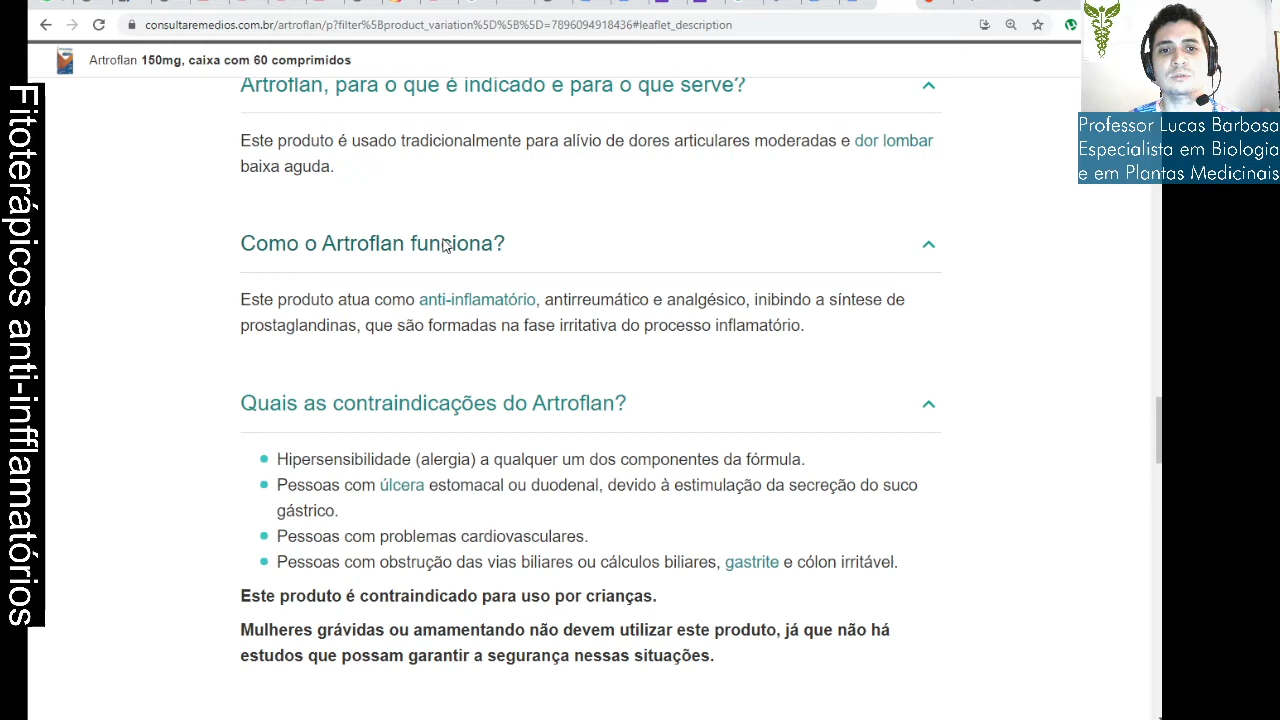 consultaremedios.com.br/artroflan/p?filter%5Bproduct_variation%5D%5B%5D=7896094918436#leaflet_description
Artroflan 150mg, caixa com 60 comprimidos
Artroflan, para o que é indicado e para o que serve?
Este produto é usado tradicionalmente para alívio de dores articulares moderadas e dor lombar
baixa aguda.
Como o Artroflan funciona?
Este produto atua como anti-inflamatório, antirreumático e analgésico, inibindo a síntese de
prostaglandinas, que são formadas na fase irritativa do processo inflamatório.
Quais as contraindicações do Artroflan?
Hipersensibilidade (alergia) a qualquer um dos componentes da fórmula.
Pessoas com úlcera estomacal ou duodenal, devido à estimulação da secreção do suco
gástrico.
Pessoas com problemas cardiovasculares.
Pessoas com obstrução das vias biliares ou cálculos biliares, gastrite e cólon irritável.
Este produto é contraindicado para uso por crianças.
Mulheres grávidas ou amamentando não devem utilizar este produto, já que não há
estudos que possam garantir a segurança nessas situações.
Fitoterápicos anti-infflamatórios
Professor Lucas Barbosa
Especialista em Biologia
e em Plantas Medicinais